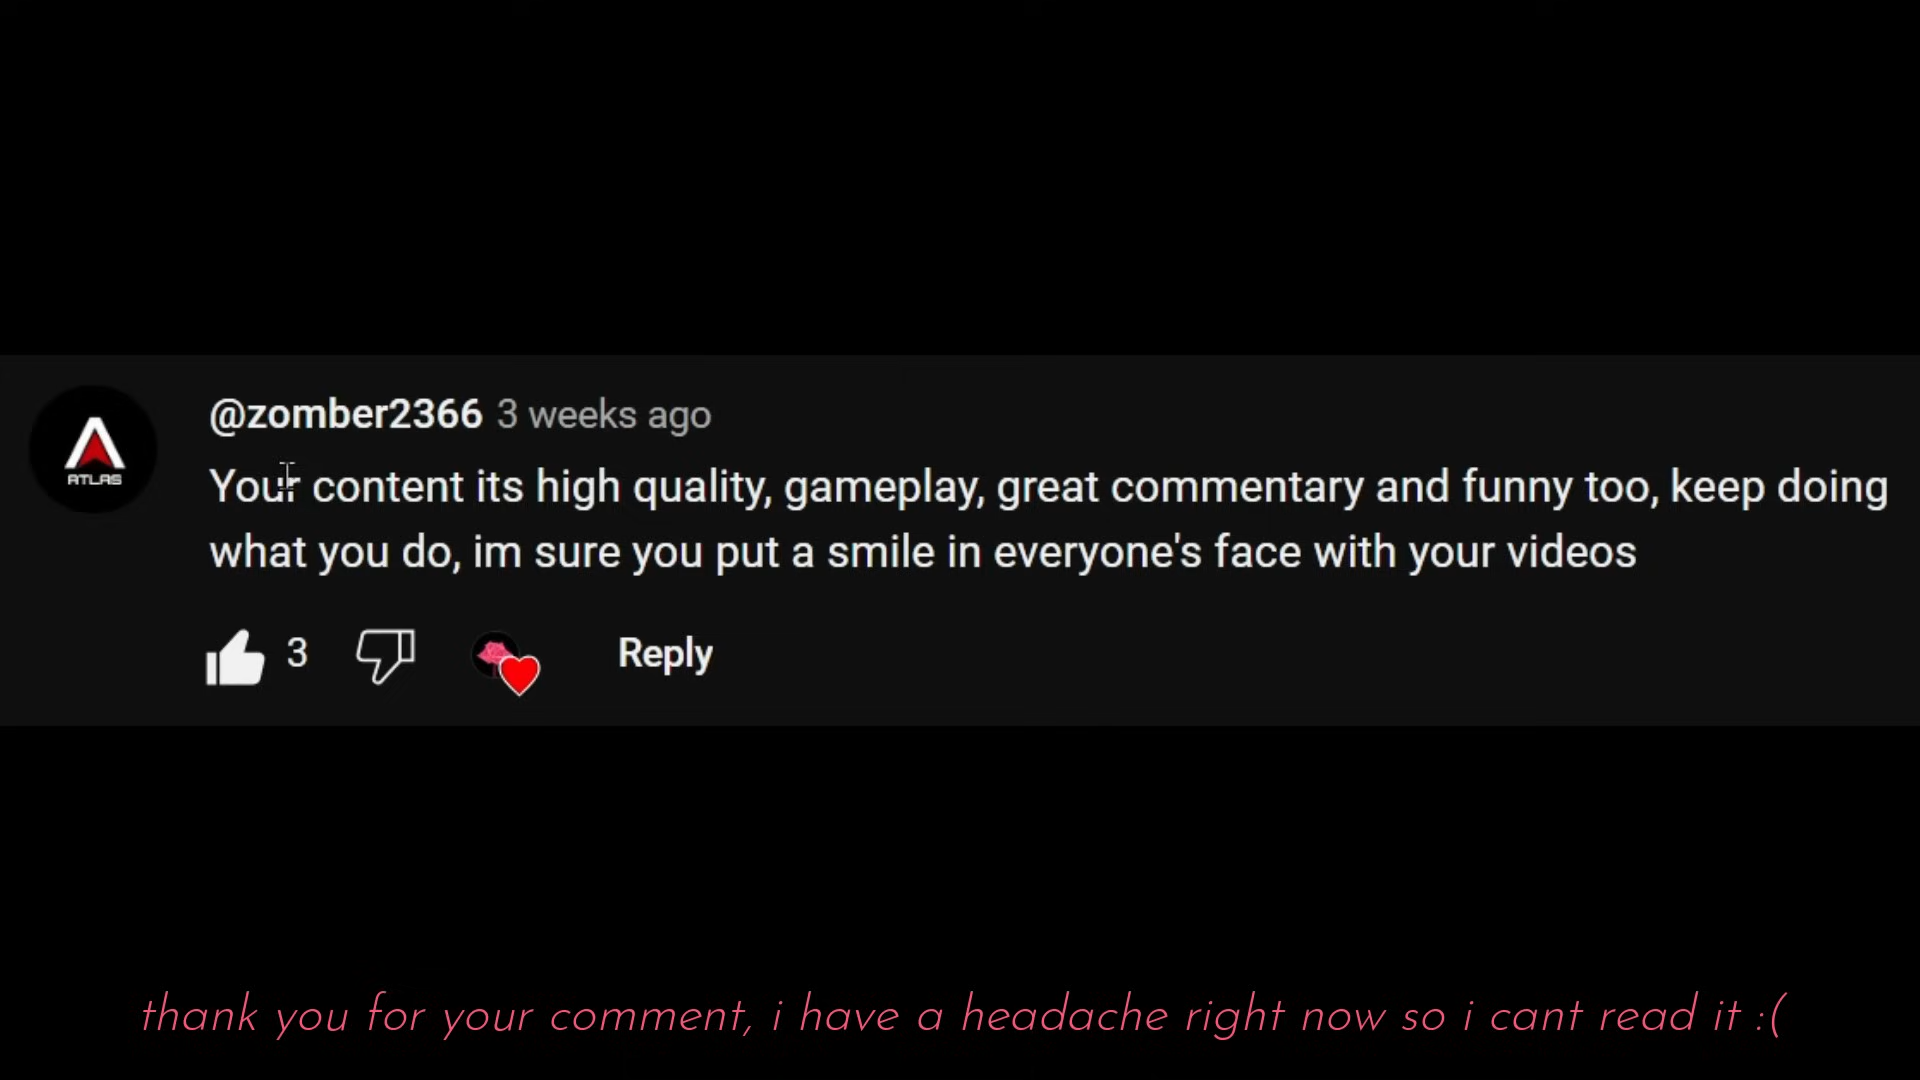 @zomber2366 3 weeks ago
ATLAS
Your content its high quality, gameplay, great commentary and funny too, keep doing
what you do, im sure you put a smile in everyone's face with your videos
3 Reply
thank you for your comment, i have a headache right now so i cant read it :(